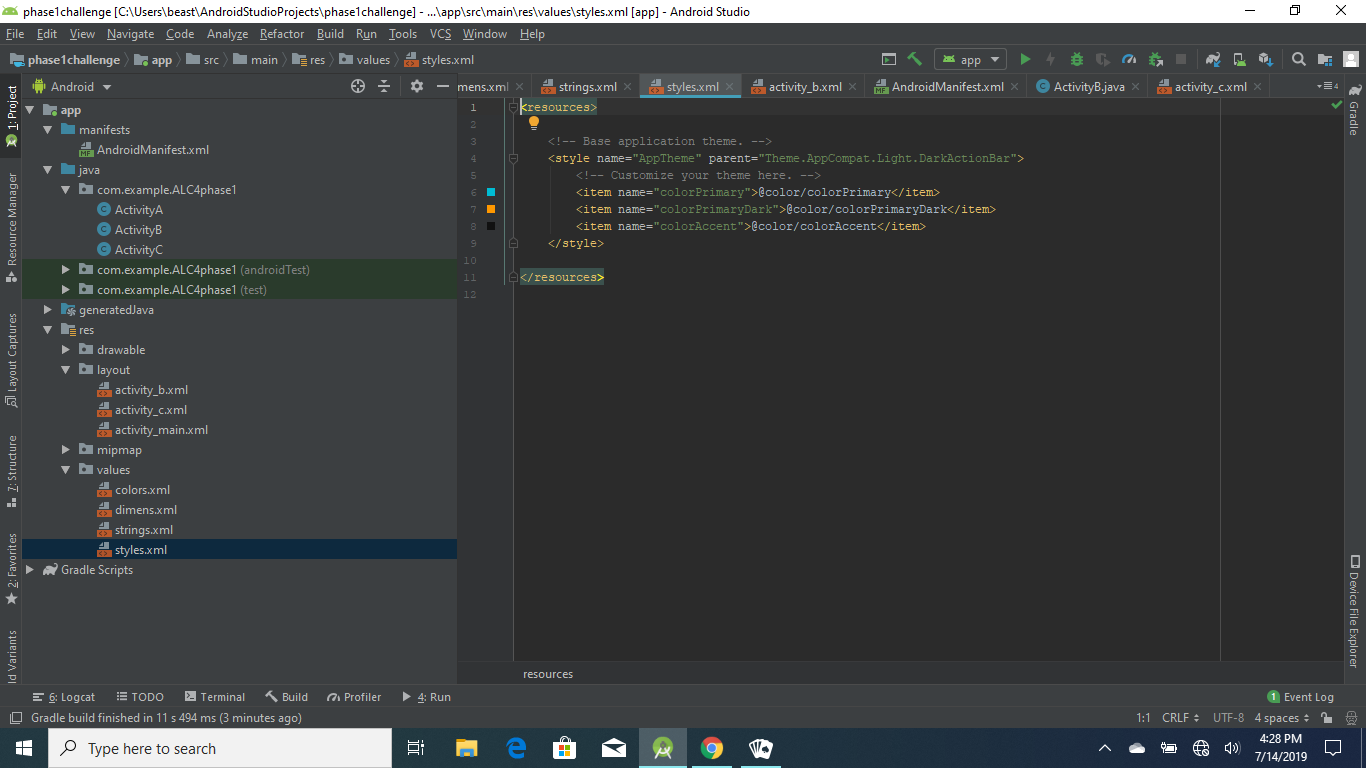 phase1challenge [C:\Users\beast\AndroidStudioProjects\phase1challenge] - ...\app\src\main\res\values\styles.xml [app] - Android Studio
File Edit View Navigate Code Analyze Refactor Build Run Tools VCS Window Help
phase1challenge app src main res values styles.xml
app
Android
mens.xml strings.xml styles.xml activity_b.xml AndroidManifest.xml ActivityB.java activity_c.xml
4
1: Project
Resource Manager
Layout Captures
7: Structure
2: Favorites
ld Variants
app
manifests
AndroidManifest.xml
java
com.example.ALC4phase1
ActivityA
ActivityB
ActivityC
com.example.ALC4phase1 (androidTest)
com.example.ALC4phase1 (test)
generatedJava
res
drawable
layout
activity_b.xml
activity_c.xml
activity_main.xml
mipmap
values
colors.xml
dimens.xml
strings.xml
styles.xml
Gradle Scripts
1 <resources>
2
3 <!-- Base application theme. -->
4 <style name="AppTheme" parent="Theme.AppCompat.Light.DarkActionBar">
5 <!-- Customize your theme here. -->
6 <item name="colorPrimary">@color/colorPrimary</item>
7 <item name="colorPrimaryDark">@color/colorPrimaryDark</item>
8 <item name="colorAccent">@color/colorAccent</item>
9 </style>
10
11 </resources>
12
resources
Gradle
Device File Explorer
6: Logcat TODO Terminal Build Profiler 4: Run 1 Event Log
Gradle build finished in 11 s 494 ms (3 minutes ago) 1:1 CRLF UTF-8 4 spaces
Type here to search
4:28 PM
7/14/2019